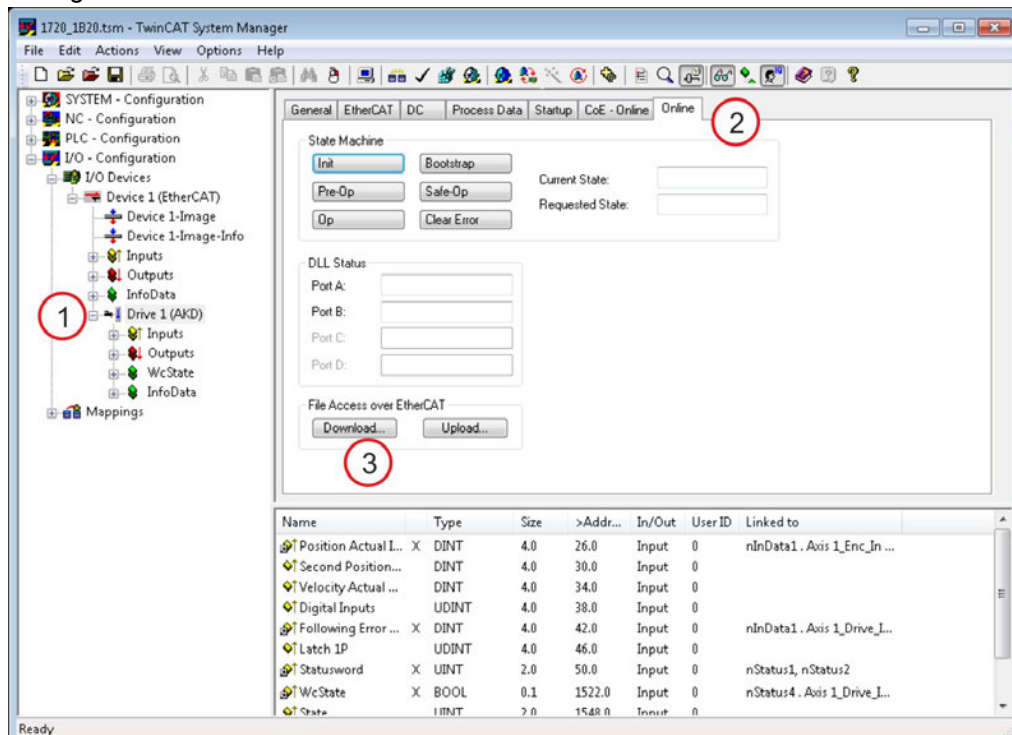 1720_1B20.tsm - TwinCAT System Manager
File Edit Actions View Options Help
SYSTEM - Configuration
NC - Configuration
PLC - Configuration
I/O - Configuration
I/O Devices
Device 1 (EtherCAT)
Device 1-Image
Device 1-Image-Info
Inputs
Outputs
InfoData
1
Drive 1 (AKD)
Inputs
Outputs
WcState
InfoData
Mappings
General EtherCAT DC Process Data Startup CoE - Online Online
2
State Machine
Init Bootstrap
Pre-Op Safe-Op
Op Clear Error
Current State:
Requested State:
DLL Status
Port A:
Port B:
Port C:
Port D:
File Access over EtherCAT
Download... Upload...
3
Name Type Size >Addr... In/Out User ID Linked to
Position Actual I... X DINT 4.0 26.0 Input 0 nInData1 . Axis 1_Enc_In ...
Second Position... DINT 4.0 30.0 Input 0
Velocity Actual ... DINT 4.0 34.0 Input 0
Digital Inputs UDINT 4.0 38.0 Input 0
Following Error ... X DINT 4.0 42.0 Input 0 nInData1 . Axis 1_Drive_I...
Latch 1P UDINT 4.0 46.0 Input 0
Statusword X UINT 2.0 50.0 Input 0 nStatus1, nStatus2
WcState X BOOL 0.1 1522.0 Input 0 nStatus4 . Axis 1_Drive_I...
State UINT 2.0 1548.0 Input 0
Ready